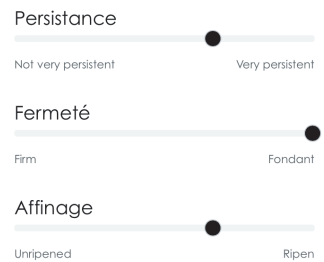 Persistance
Not very persistent Very persistent
Fermeté
Firm Fondant
Affinage
Unripened Ripen